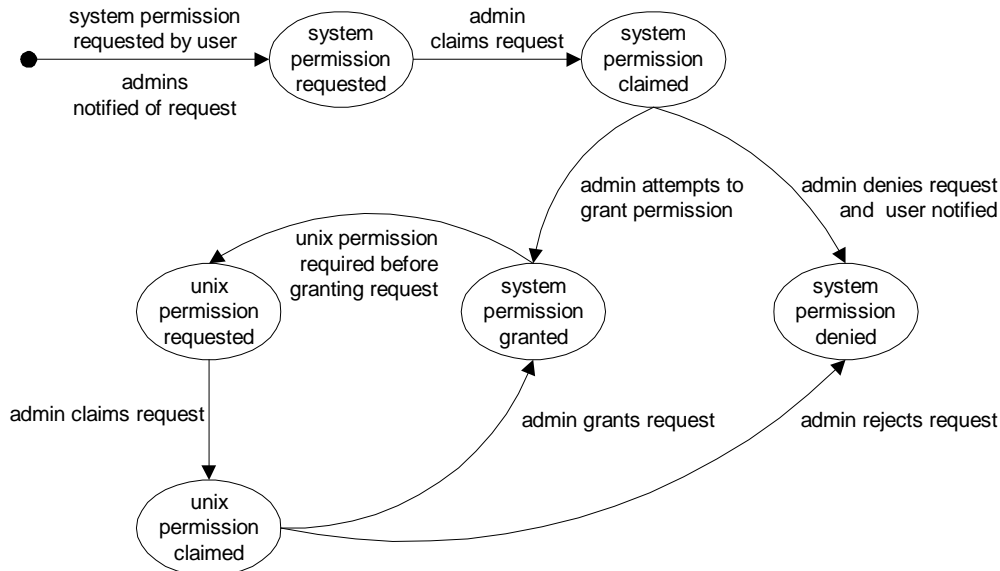 system permission
requested by user
admins
notified of request
system
permission
requested
admin
claims request
system
permission
claimed
admin attempts to
grant permission
admin denies request
and user notified
unix permission
required before
granting request
unix
permission
requested
system
permission
granted
system
permission
denied
admin claims request
admin grants request
admin rejects request
unix
permission
claimed